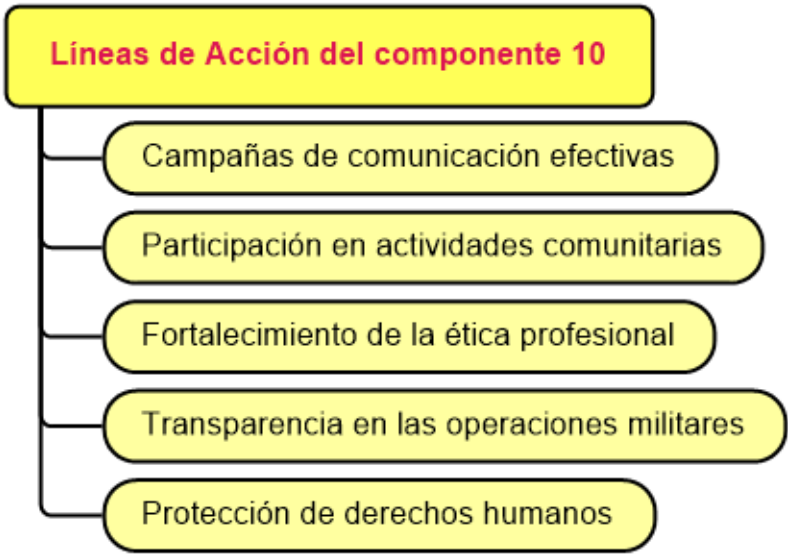 Líneas de Acción del componente 10
Campañas de comunicación efectivas
Participación en actividades comunitarias
Fortalecimiento de la ética profesional
Transparencia en las operaciones militares
Protección de derechos humanos